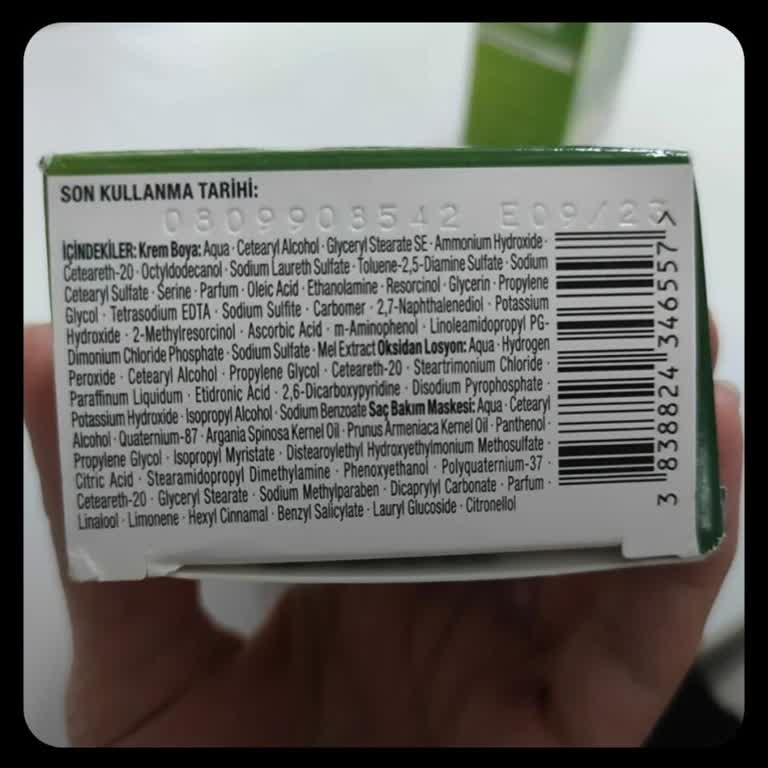 SON KULLANMA TARİHİ:
0809903542 E09/23
İÇİNDEKİLER: Krem Boya: Aqua · Cetearyl Alcohol · Glyceryl Stearate SE · Ammonium Hydroxide ·
Ceteareth-20 · Octyldodecanol · Sodium Laureth Sulfate · Toluene-2,5-Diamine Sulfate · Sodium
Cetearyl Sulfate · Serine · Parfum · Oleic Acid · Ethanolamine · Resorcinol · Glycerin · Propylene
Glycol · Tetrasodium EDTA · Sodium Sulfite · Carbomer · 2,7-Naphthalenediol · Potassium
Hydroxide · 2-Methylresorcinol · Ascorbic Acid · m-Aminophenol · Linoleamidopropyl PG-
Dimonium Chloride Phosphate · Sodium Sulfate · Mel Extract Oksidan Losyon: Aqua · Hydrogen
Peroxide · Cetearyl Alcohol · Propylene Glycol · Ceteareth-20 · Steartrimonium Chloride ·
Paraffinum Liquidum · Etidronic Acid · 2,6-Dicarboxypyridine · Disodium Pyrophosphate ·
Potassium Hydroxide · Isopropyl Alcohol · Sodium Benzoate Saç Bakım Maskesi: Aqua · Cetearyl
Alcohol · Quaternium-87 · Argania Spinosa Kernel Oil · Prunus Armeniaca Kernel Oil · Panthenol ·
Propylene Glycol · Isopropyl Myristate · Distearoylethyl Hydroxyethylmonium Methosulfate ·
Citric Acid · Stearamidopropyl Dimethylamine · Phenoxyethanol · Polyquaternium-37 ·
Ceteareth-20 · Glyceryl Stearate · Sodium Methylparaben · Dicaprylyl Carbonate · Parfum ·
Linalool · Limonene · Hexyl Cinnamal · Benzyl Salicylate · Lauryl Glucoside · Citronellol
3 838824 346557 >